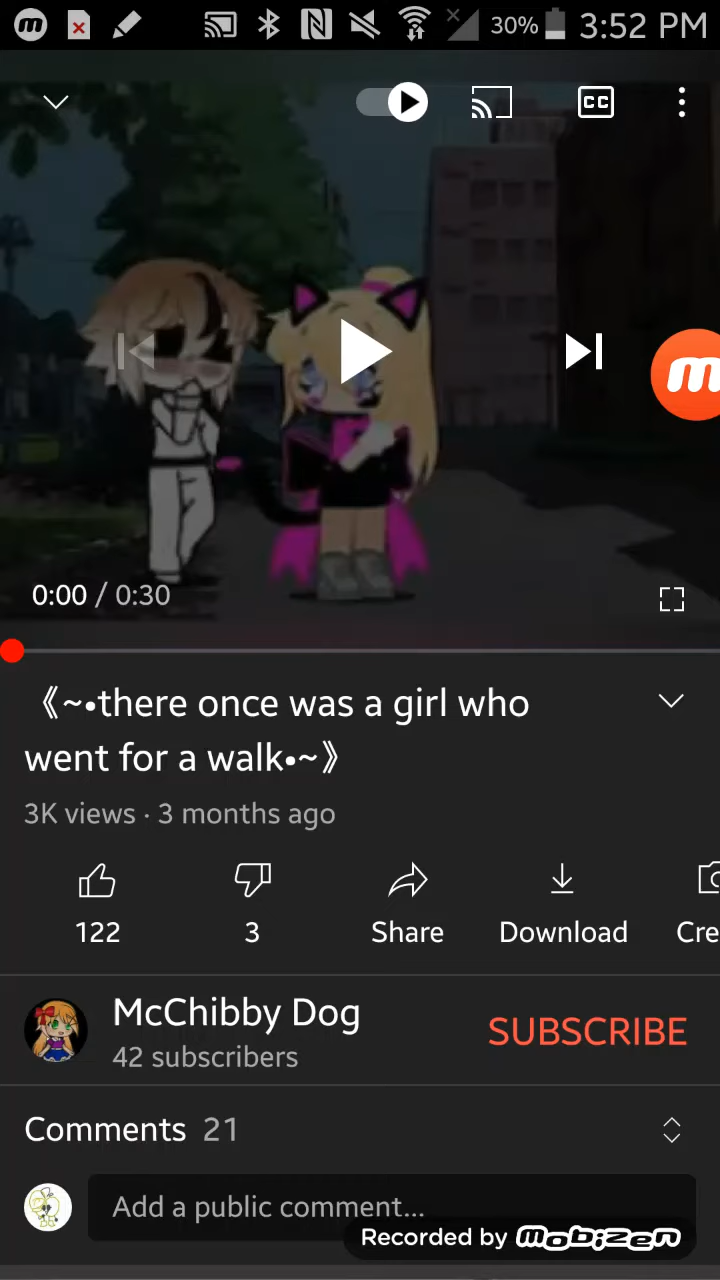 30% 3:52 PM
CC
m
0:00 / 0:30
《~•there once was a girl who
went for a walk•~》
3K views · 3 months ago
122 3 Share Download Cre
McChibby Dog SUBSCRIBE
42 subscribers
Comments 21
Add a public comment...
Recorded by mobizen